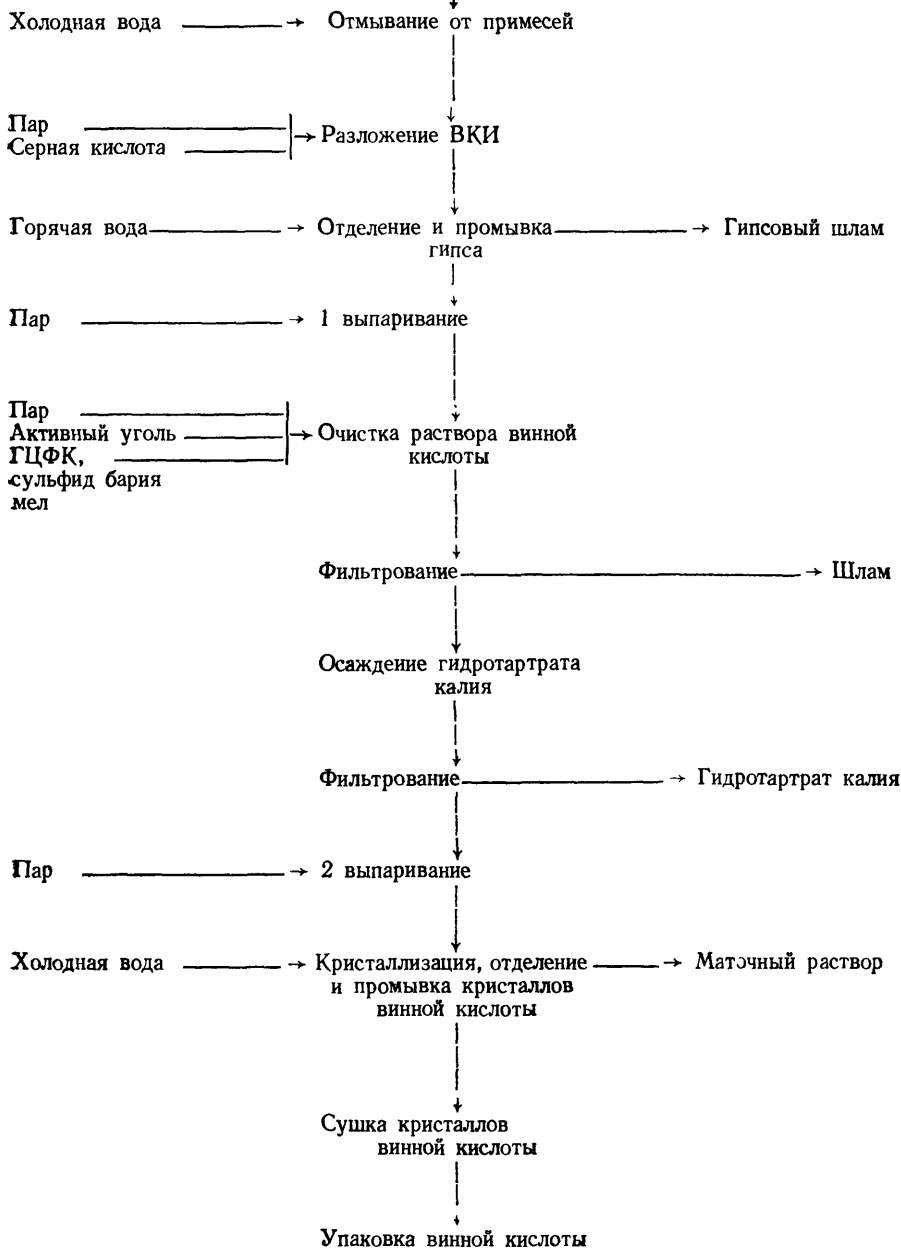 Холодная вода → Отмывание от примесей
Пар
Серная кислота → Разложение ВКИ
Горячая вода → Отделение и промывка → Гипсовый шлам
гипса
Пар → 1 выпаривание
Пар
Активный уголь → Очистка раствора винной
ГЦФК, кислоты
сульфид бария
мел
Фильтрование → Шлам
Осаждение гидротартрата
калия
Фильтрование → Гидротартрат калия
Пар → 2 выпаривание
Холодная вода → Кристаллизация, отделение → Маточный раствор
и промывка кристаллов
винной кислоты
Сушка кристаллов
винной кислоты
Упаковка винной кислоты